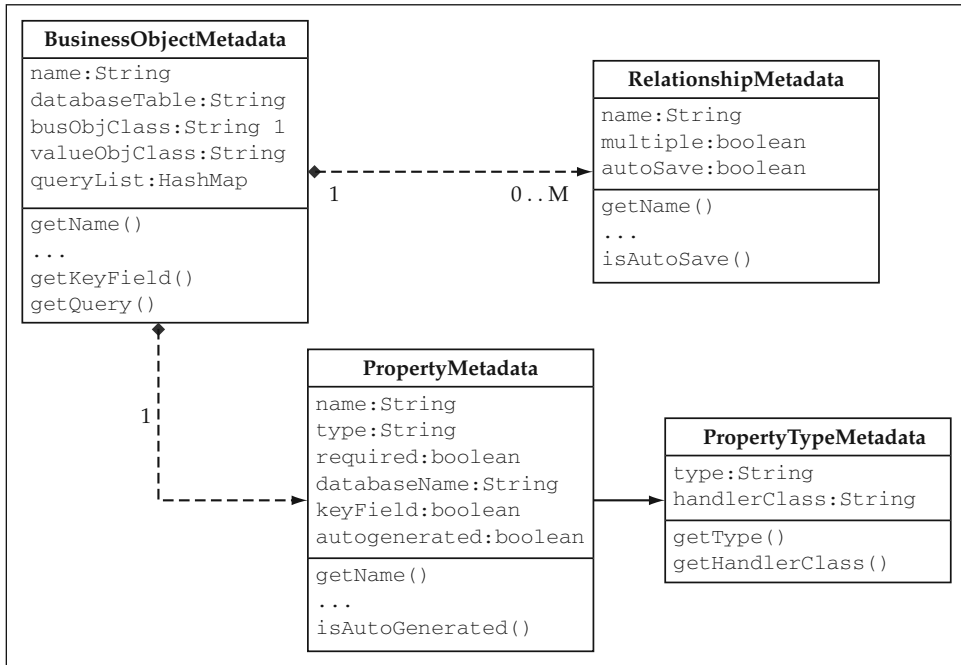 BusinessObjectMetadata
name:String
databaseTable:String
busObjClass:String 1
valueObjClass:String
queryList:HashMap
getName()
...
getKeyField()
getQuery()
1
0..M
RelationshipMetadata
name:String
multiple:boolean
autoSave:boolean
getName()
...
isAutoSave()
1
PropertyMetadata
name:String
type:String
required:boolean
databaseName:String
keyField:boolean
autogenerated:boolean
getName()
...
isAutoGenerated()
PropertyTypeMetadata
type:String
handlerClass:String
getType()
getHandlerClass()